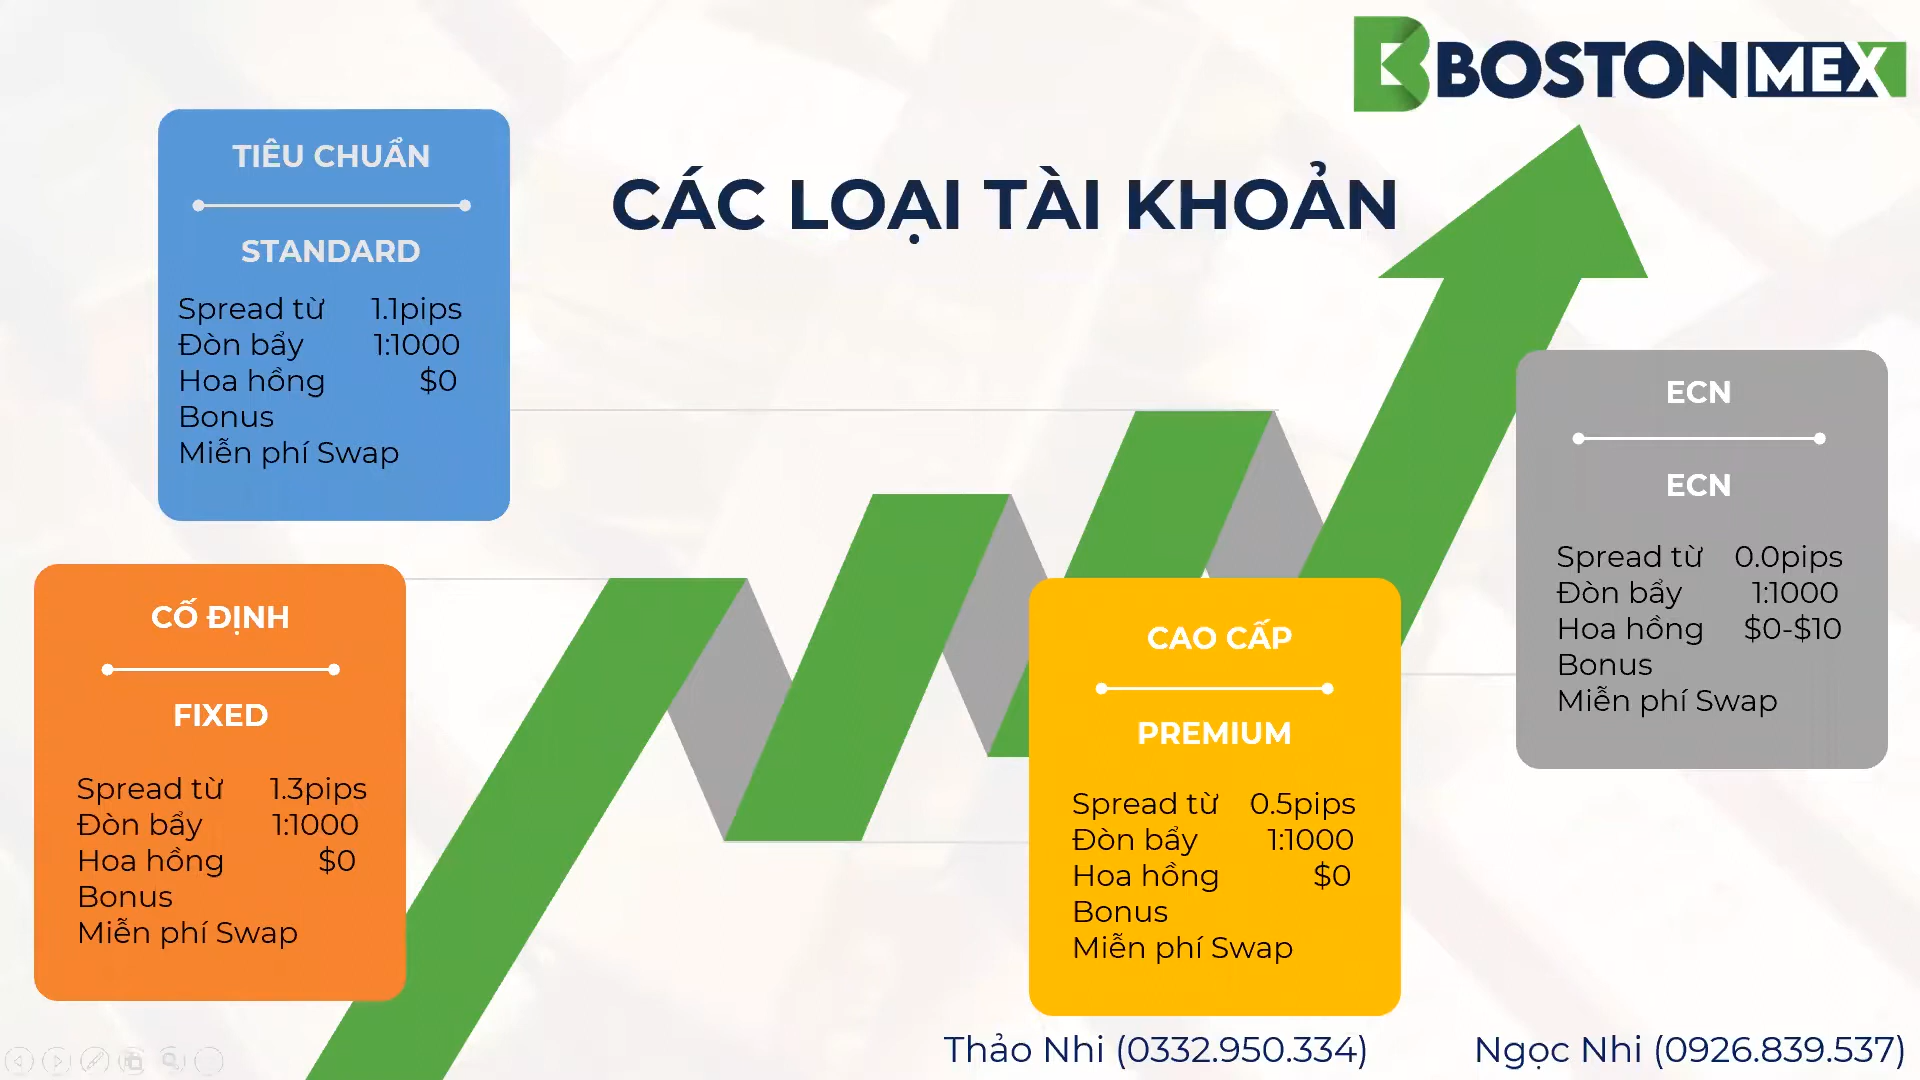 BOSTONMEX
CÁC LOẠI TÀI KHOẢN
TIÊU CHUẨN
STANDARD
Spread từ 1.1pips
Đòn bẩy 1:1000
Hoa hồng $0
Bonus
Miễn phí Swap
CỐ ĐỊNH
FIXED
Spread từ 1.3pips
Đòn bẩy 1:1000
Hoa hồng $0
Bonus
Miễn phí Swap
CAO CẤP
PREMIUM
Spread từ 0.5pips
Đòn bẩy 1:1000
Hoa hồng $0
Bonus
Miễn phí Swap
ECN
ECN
Spread từ 0.0pips
Đòn bẩy 1:1000
Hoa hồng $0-$10
Bonus
Miễn phí Swap
Thảo Nhi (0332.950.334) Ngọc Nhi (0926.839.537)